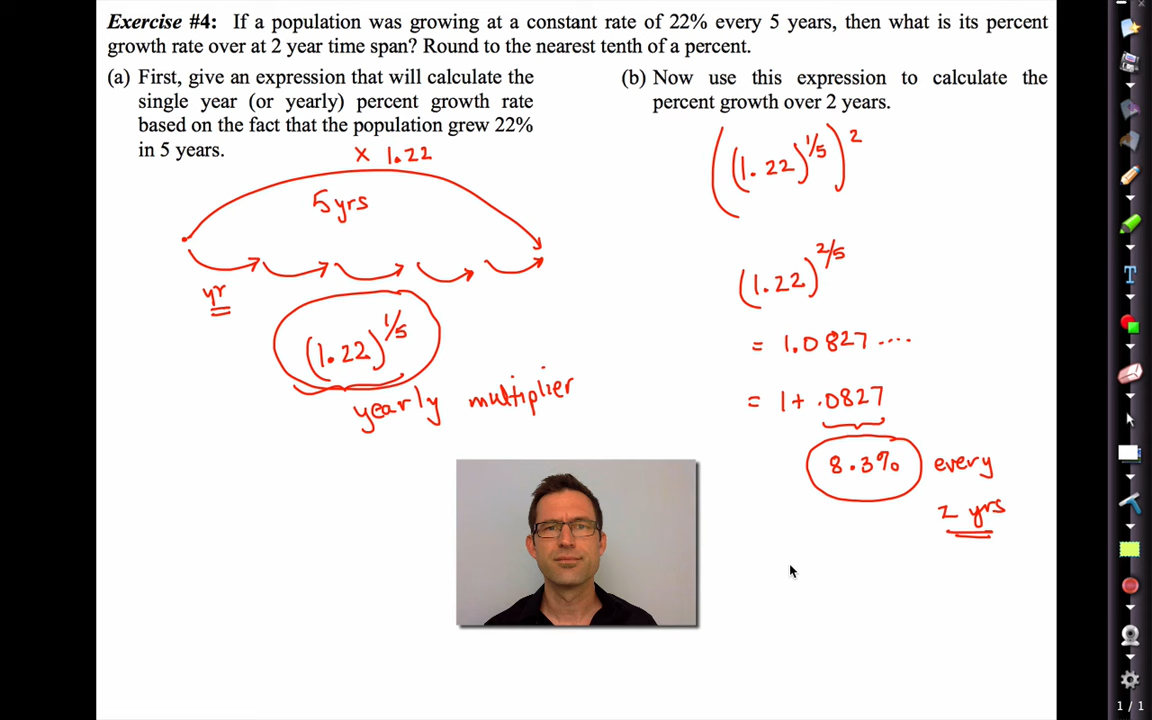 Exercise #4: If a population was growing at a constant rate of 22% every 5 years, then what is its percent
growth rate over at 2 year time span? Round to the nearest tenth of a percent.
(a) First, give an expression that will calculate the
single year (or yearly) percent growth rate
based on the fact that the population grew 22%
in 5 years.
x 1.22
5 yrs
yr
(1.22)^1/5
yearly multiplier
(b) Now use this expression to calculate the
percent growth over 2 years.
((1.22)^1/5)^2
(1.22)^2/5
= 1.0827....
= 1 + .0827
8.3% every
2 yrs
T
1 / 1